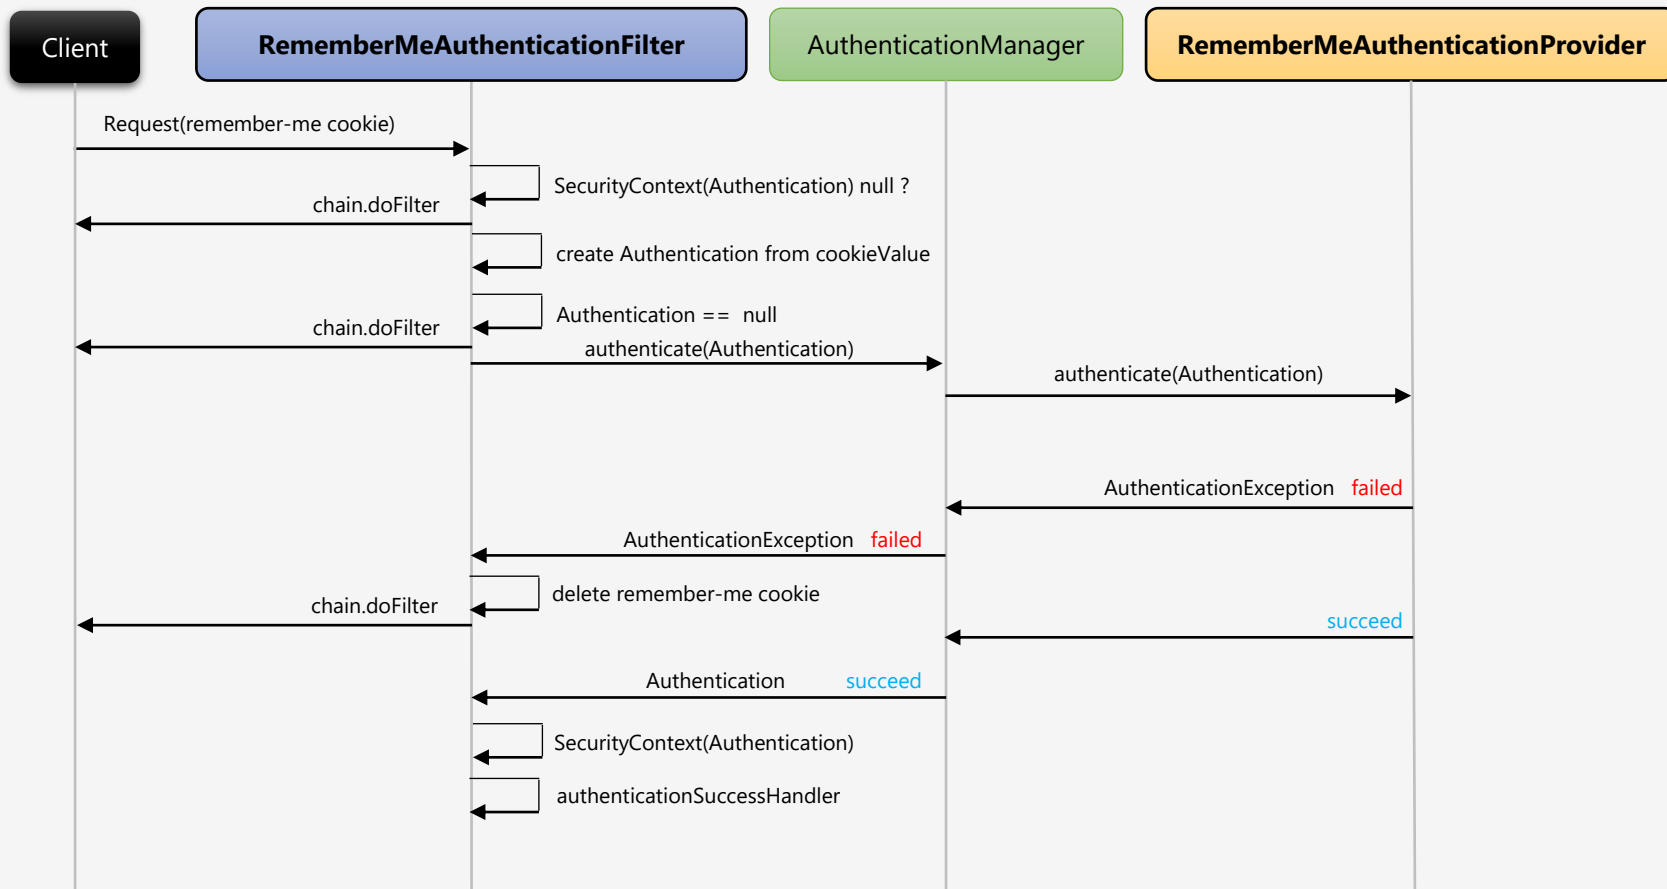 Client
RememberMeAuthenticationFilter
AuthenticationManager
RememberMeAuthenticationProvider
Request(remember-me cookie)
SecurityContext(Authentication) null ?
chain.doFilter
create Authentication from cookieValue
Authentication == null
chain.doFilter
authenticate(Authentication)
authenticate(Authentication)
AuthenticationException failed
AuthenticationException failed
delete remember-me cookie
chain.doFilter
succeed
Authentication succeed
SecurityContext(Authentication)
authenticationSuccessHandler